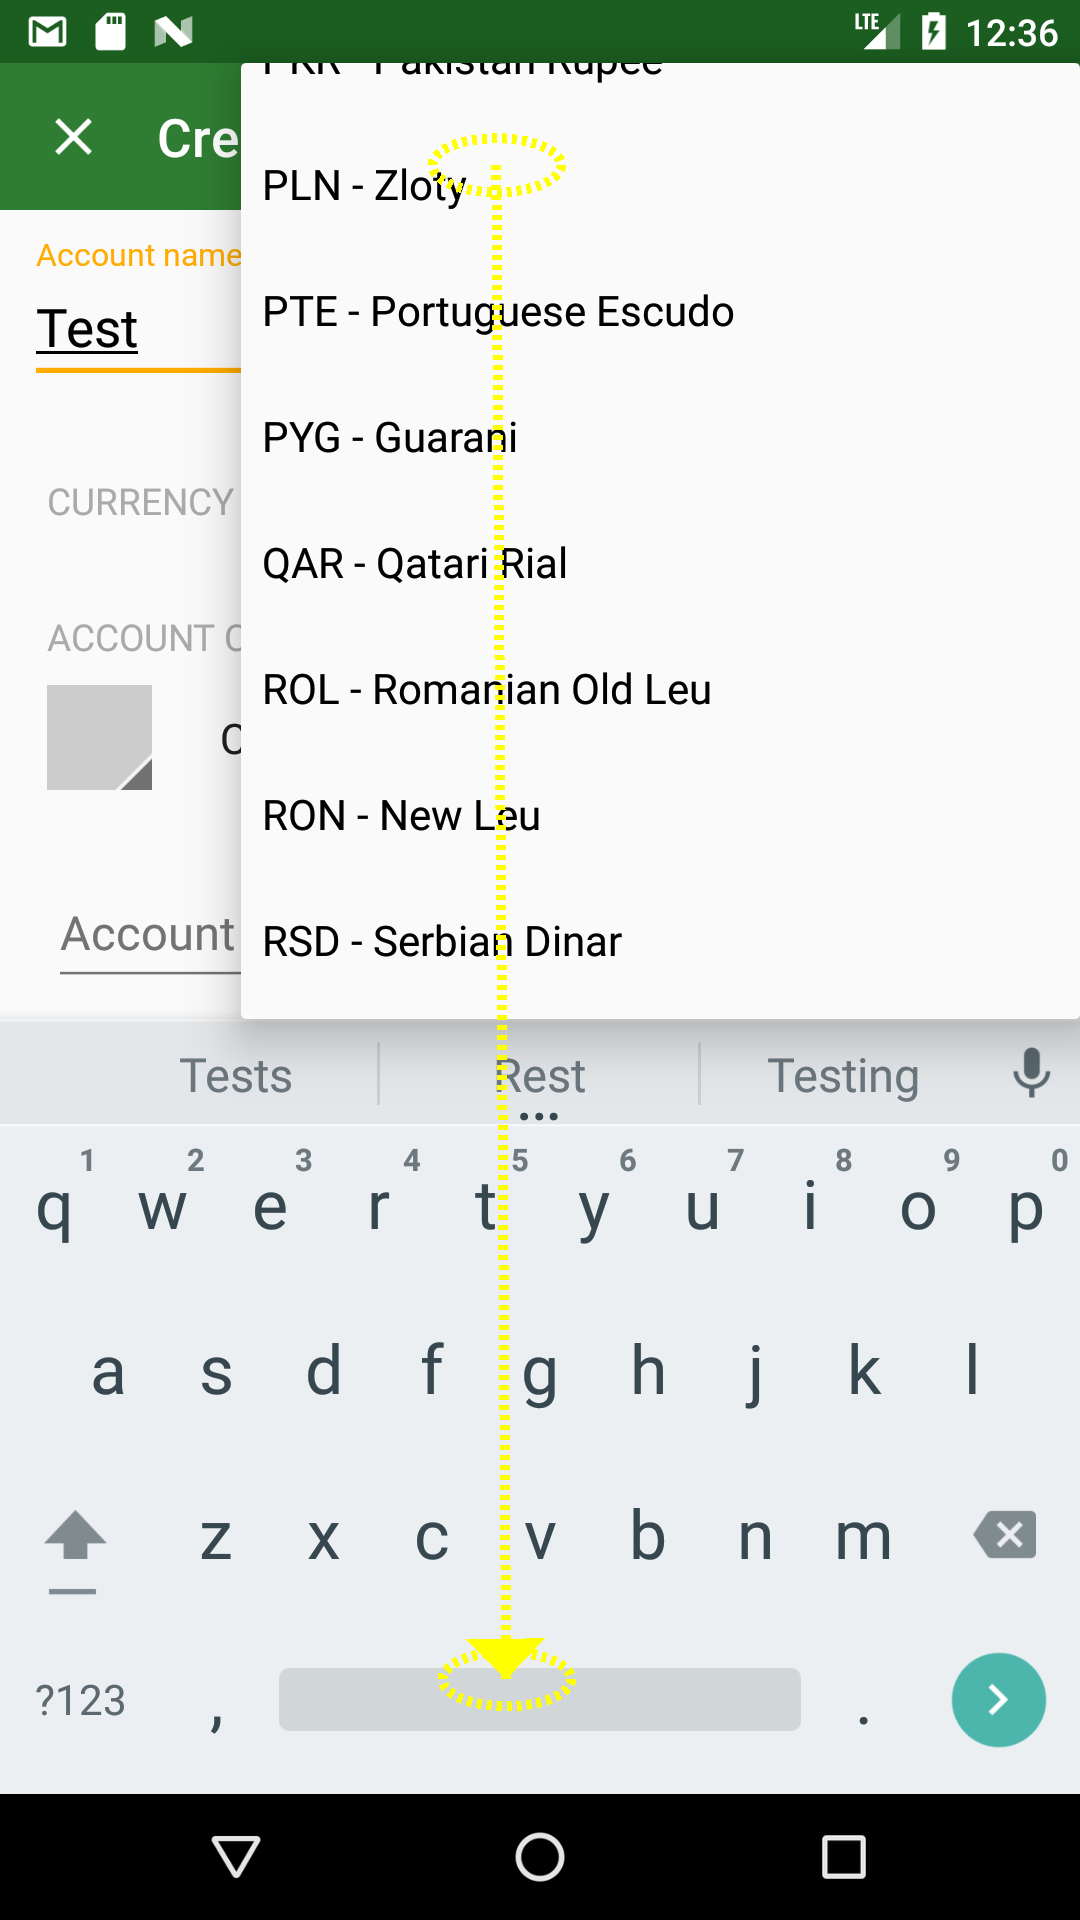 LTE 12:36
PKR - Pakistan Rupee
Cre
PLN - Zloty
Account name
Test
PTE - Portuguese Escudo
PYG - Guarani
CURRENCY
QAR - Qatari Rial
ACCOUNT C
ROL - Romanian Old Leu
C
RON - New Leu
Account
RSD - Serbian Dinar
Tests Rest Testing
1 2 3 4 5 6 7 8 9 0
q w e r t y u i o p
a s d f g h j k l
z x c v b n m
?123 , .